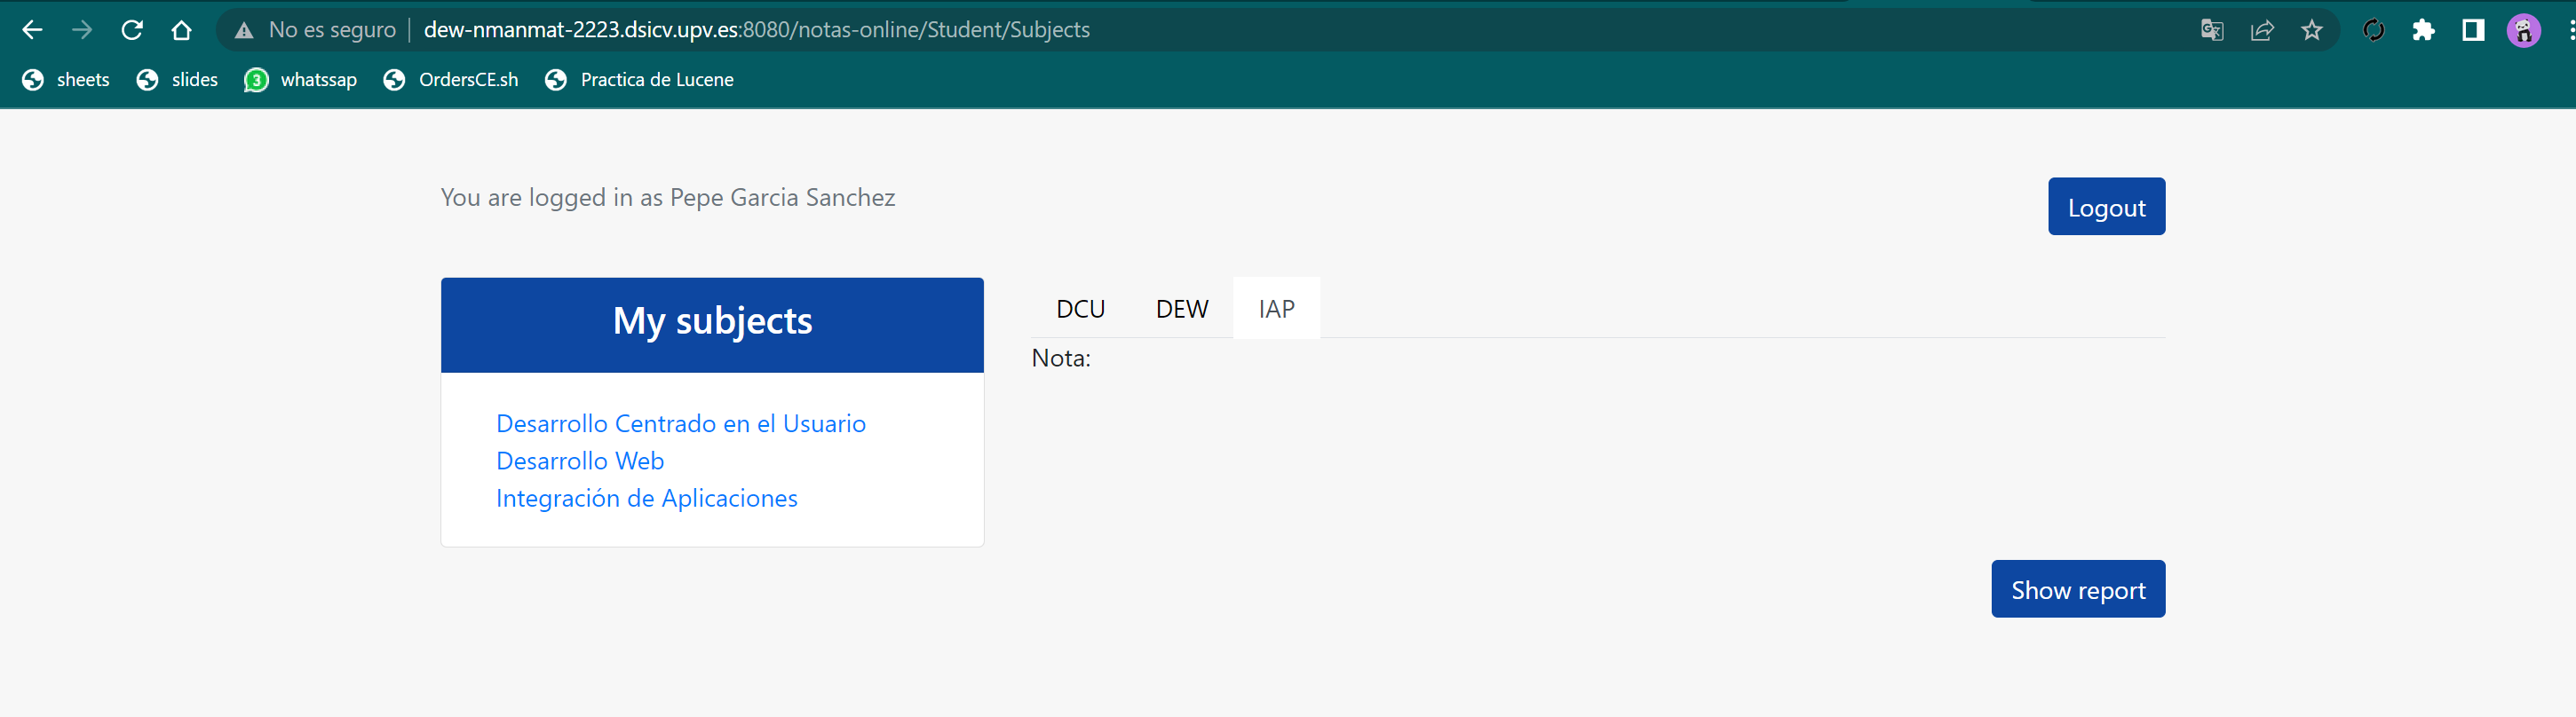 No es seguro dew-nmanmat-2223.dsicv.upv.es:8080/notas-online/Student/Subjects
sheets slides 3 whatssap OrdersCE.sh Practica de Lucene
You are logged in as Pepe Garcia Sanchez
Logout
My subjects
Desarrollo Centrado en el Usuario
Desarrollo Web
Integración de Aplicaciones
DCU DEW IAP
Nota:
Show report